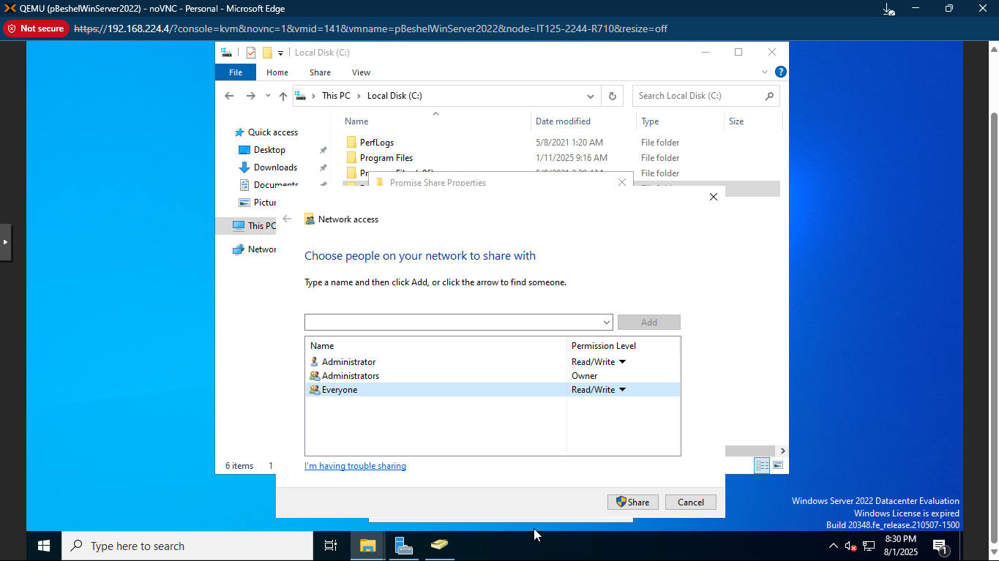 QEMU (pBeshelWinServer2022) - noVNC - Personal - Microsoft Edge
Not secure https://192.168.224.4/?console=kvm&novnc=1&vmid=141&vmname=pBeshelWinServer2022&node=IT125-2244-R710&resize=off
Local Disk (C:)
File Home Share View
This PC Local Disk (C:) Search Local Disk (C:)
Name Date modified Type Size
Quick access
Desktop
Downloads
Documents
Pictur
This PC
Networ
PerfLogs 5/8/2021 1:20 AM File folder
Program Files 1/11/2025 9:16 AM File folder
File folder
Promise Share Properties
Network access
Choose people on your network to share with
Type a name and then click Add, or click the arrow to find someone.
Add
Name Permission Level
Administrator Read/Write
Administrators Owner
Everyone Read/Write
I'm having trouble sharing
6 items 1
Share Cancel
Windows Server 2022 Datacenter Evaluation
Windows License is expired
Build 20348.fe_release.210507-1500
Type here to search
8:30 PM
8/1/2025
1